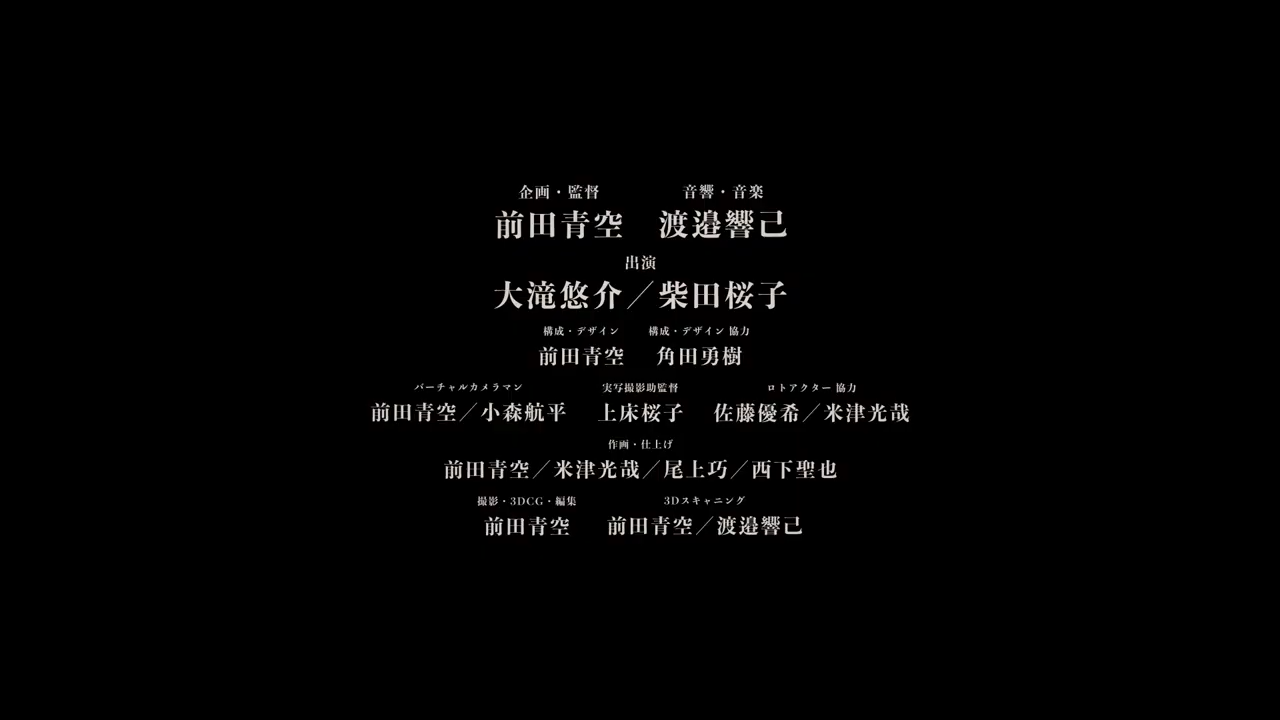 企画・監督　音響・音楽
前田青空　渡邉響己
出演
大滝悠介／柴田桜子
構成・デザイン　構成・デザイン 協力
前田青空　角田勇樹
バーチャルカメラマン　実写撮影助監督　ロトアクター 協力
前田青空／小森航平　上床桜子　佐藤優希／米津光哉
作画・仕上げ
前田青空／米津光哉／尾上巧／西下聖也
撮影・3DCG・編集　3Dスキャニング
前田青空　前田青空／渡邉響己